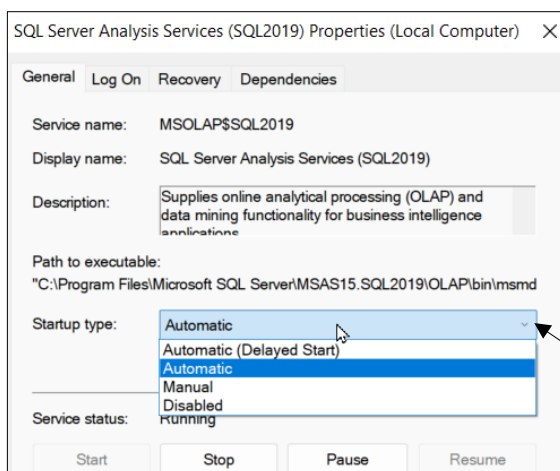 SQL Server Analysis Services (SQL2019) Properties (Local Computer)
General Log On Recovery Dependencies
Service name: MSOLAP$SQL2019
Display name: SQL Server Analysis Services (SQL2019)
Description: Supplies online analytical processing (OLAP) and
data mining functionality for business intelligence
applications
Path to executable:
"C:\Program Files\Microsoft SQL Server\MSAS15.SQL2019\OLAP\bin\msmd
Startup type: Automatic
Automatic (Delayed Start)
Automatic
Manual
Disabled
Service status: Running
Start Stop Pause Resume